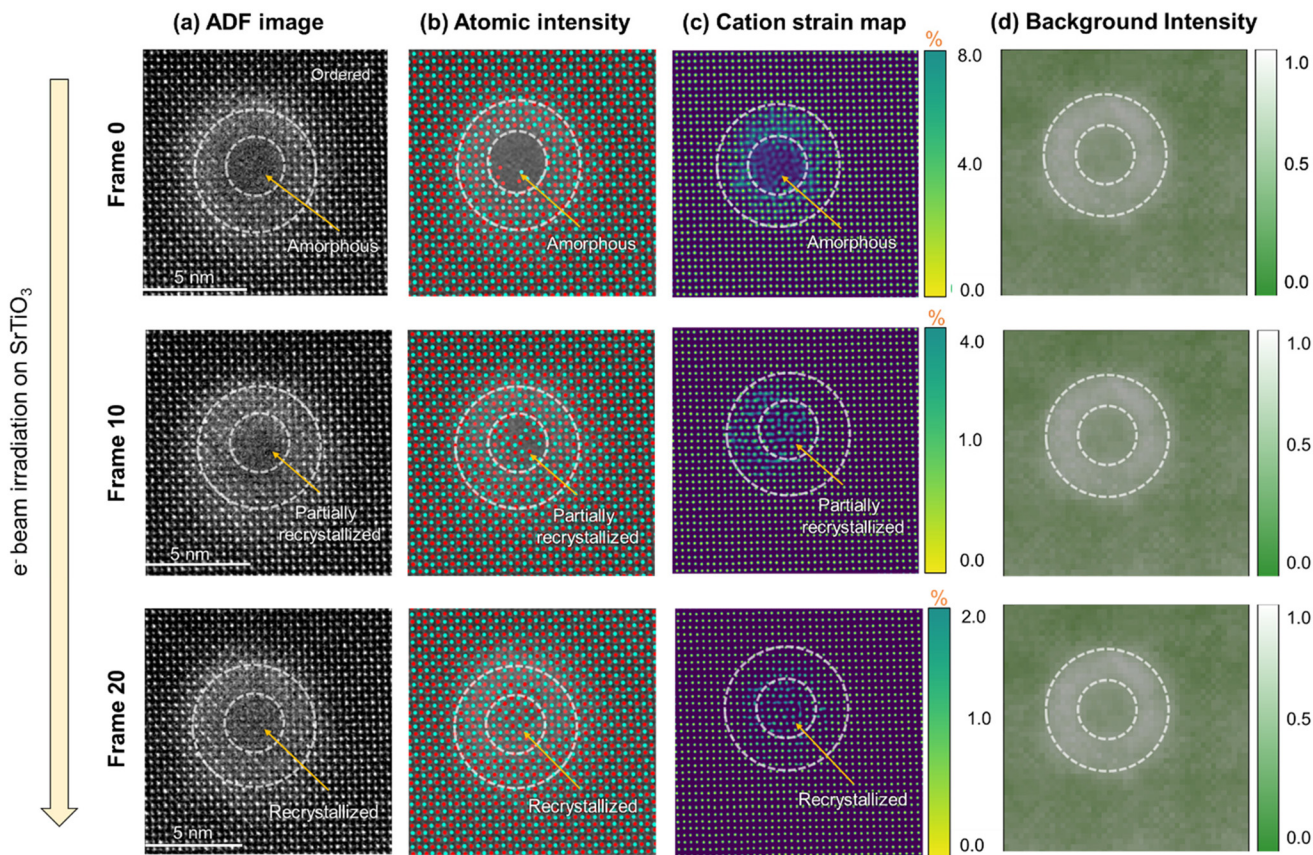 (a) ADF image
(b) Atomic intensity
(c) Cation strain map
(d) Background Intensity
e- beam irradiation on SrTiO3
Frame 0
Ordered
Amorphous
5 nm
Amorphous
Amorphous
%
8.0
4.0
0.0
1.0
0.5
0.0
Frame 10
Partially
recrystallized
5 nm
Partially
recrystallized
Partially
recrystallized
%
4.0
1.0
0.0
1.0
0.5
0.0
Frame 20
Recrystallized
5 nm
Recrystallized
Recrystallized
%
2.0
1.0
0.0
1.0
0.5
0.0